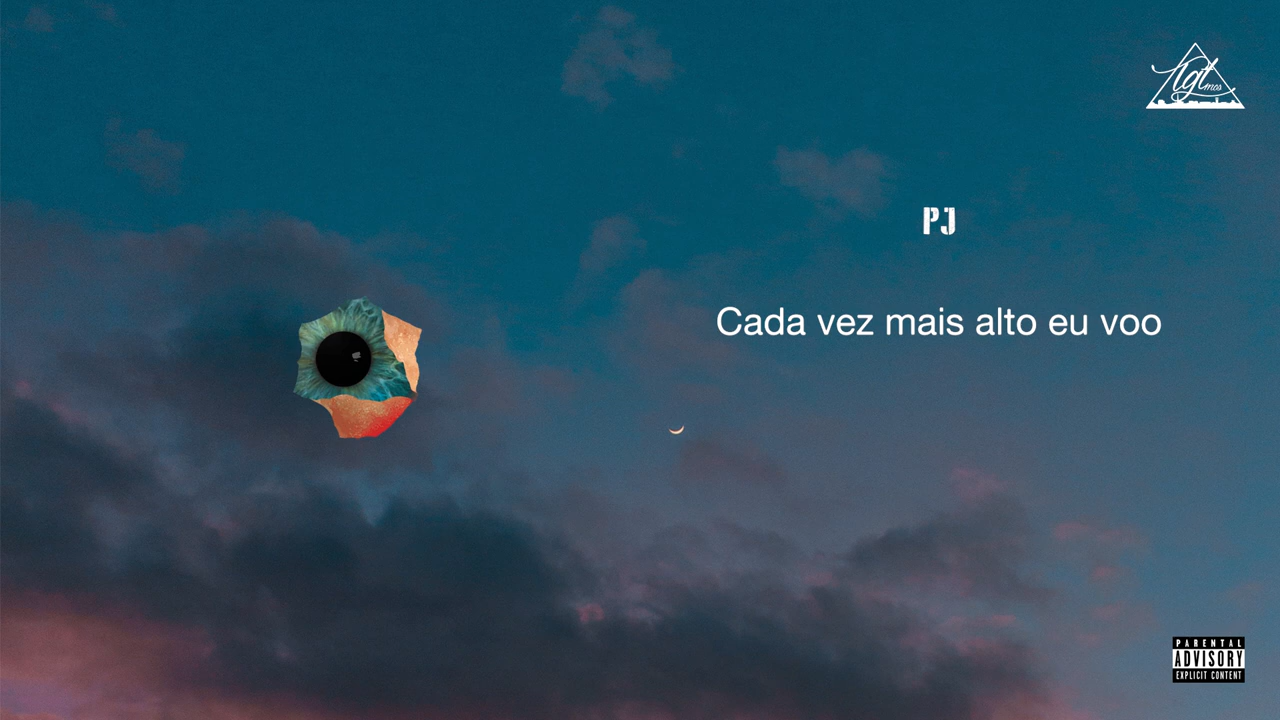 PJ
Cada vez mais alto eu voo
PARENTAL
ADVISORY
EXPLICIT CONTENT